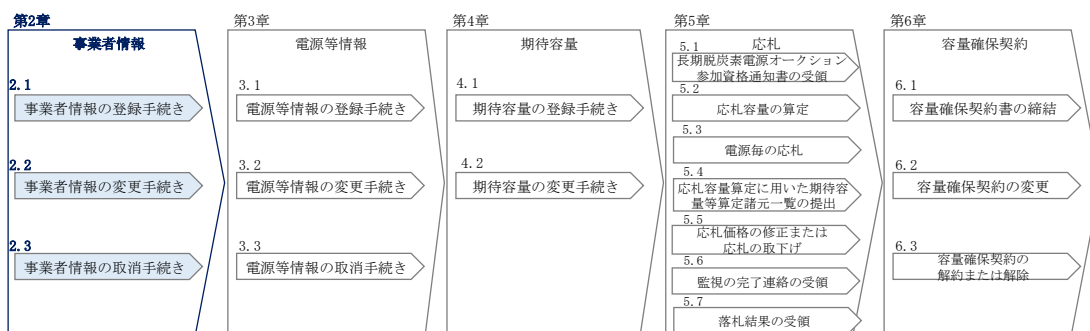 第2章
事業者情報
2.1
事業者情報の登録手続き
2.2
事業者情報の変更手続き
2.3
事業者情報の取消手続き
第3章
電源等情報
3.1
電源等情報の登録手続き
3.2
電源等情報の変更手続き
3.3
電源等情報の取消手続き
第4章
期待容量
4.1
期待容量の登録手続き
4.2
期待容量の変更手続き
第5章
応札
5.1
長期脱炭素電源オークション
参加資格通知書の受領
5.2
応札容量の算定
5.3
電源毎の応札
5.4
応札容量算定に用いた期待容
量等算定諸元一覧の提出
5.5
応札価格の修正または
応札の取下げ
5.6
監視の完了連絡の受領
5.7
落札結果の受領
第6章
容量確保契約
6.1
容量確保契約書の締結
6.2
容量確保契約の変更
6.3
容量確保契約の
解約または解除